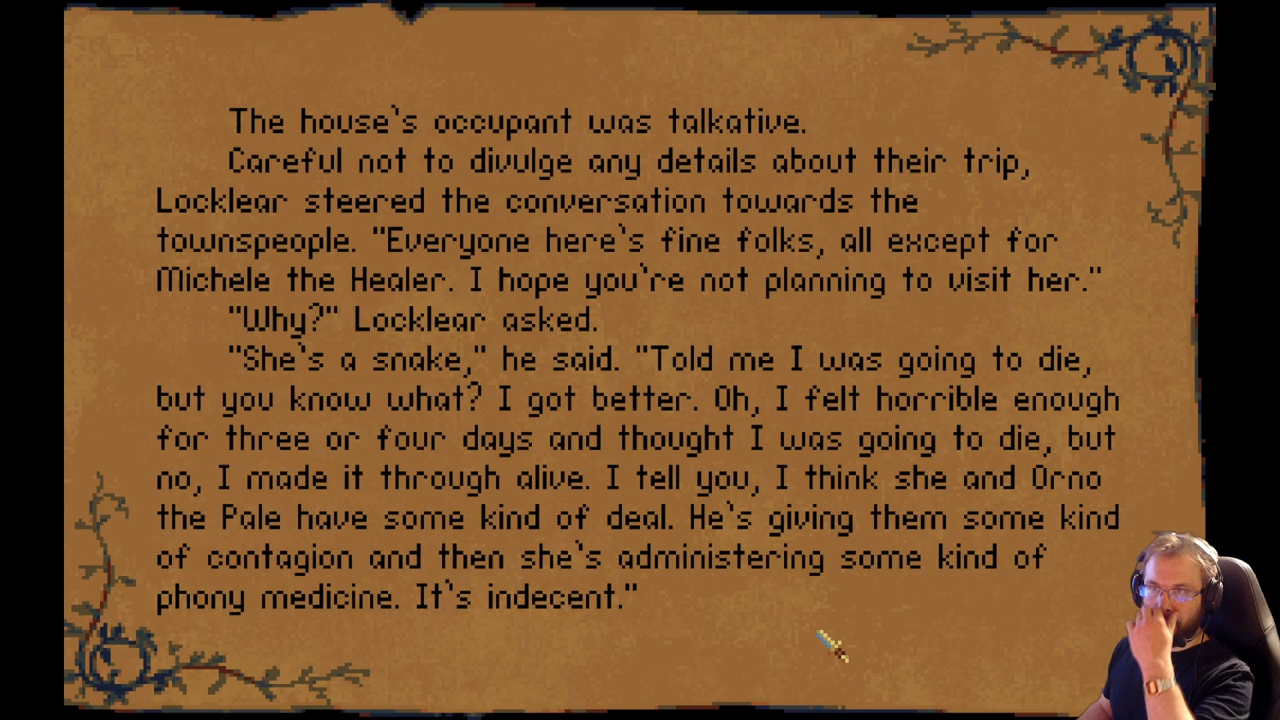 The house's occupant was talkative.
Careful not to divulge any details about their trip,
Locklear steered the conversation towards the
townspeople. "Everyone here's fine folks, all except for
Michele the Healer. I hope you're not planning to visit her."
"Why?" Locklear asked.
"She's a snake," he said. "Told me I was going to die,
but you know what? I got better. Oh, I felt horrible enough
for three or four days and thought I was going to die, but
no, I made it through alive. I tell you, I think she and Orno
the Pale have some kind of deal. He's giving them some kind
of contagion and then she's administering some kind of
phony medicine. It's indecent."